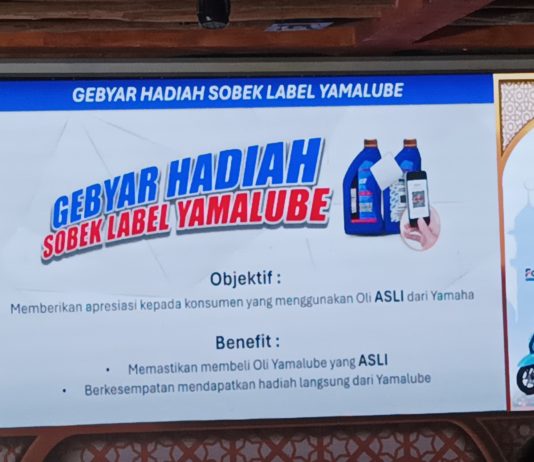 GEBYAR HADIAH SOBEK LABEL YAMALUBE
GEBYAR HADIAH
SOBEK LABEL YAMALUBE
Objektif :
Memberikan apresiasi kepada konsumen yang menggunakan Oli ASLI dari Yamaha
Benefit :
• Memastikan membeli Oli Yamalube yang ASLI
• Berkesempatan mendapatkan hadiah langsung dari Yamalube